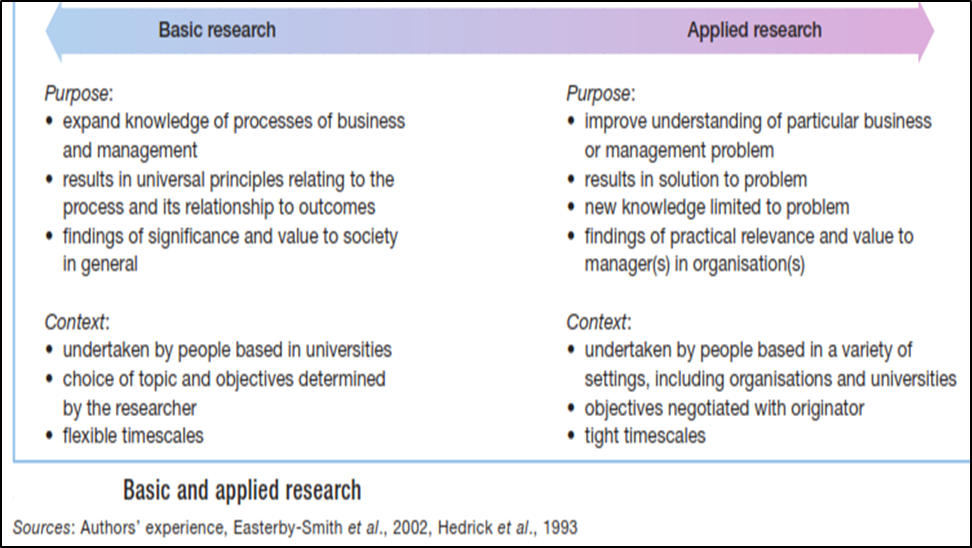 Basic research
Applied research
Purpose:
• expand knowledge of processes of business
and management
• results in universal principles relating to the
process and its relationship to outcomes
• findings of significance and value to society
in general
Context:
• undertaken by people based in universities
• choice of topic and objectives determined
by the researcher
• flexible timescales
Purpose:
• improve understanding of particular business
or management problem
• results in solution to problem
• new knowledge limited to problem
• findings of practical relevance and value to
manager(s) in organisation(s)
Context:
• undertaken by people based in a variety of
settings, including organisations and universities
• objectives negotiated with originator
• tight timescales
Basic and applied research
Sources: Authors’ experience, Easterby-Smith et al., 2002, Hedrick et al., 1993